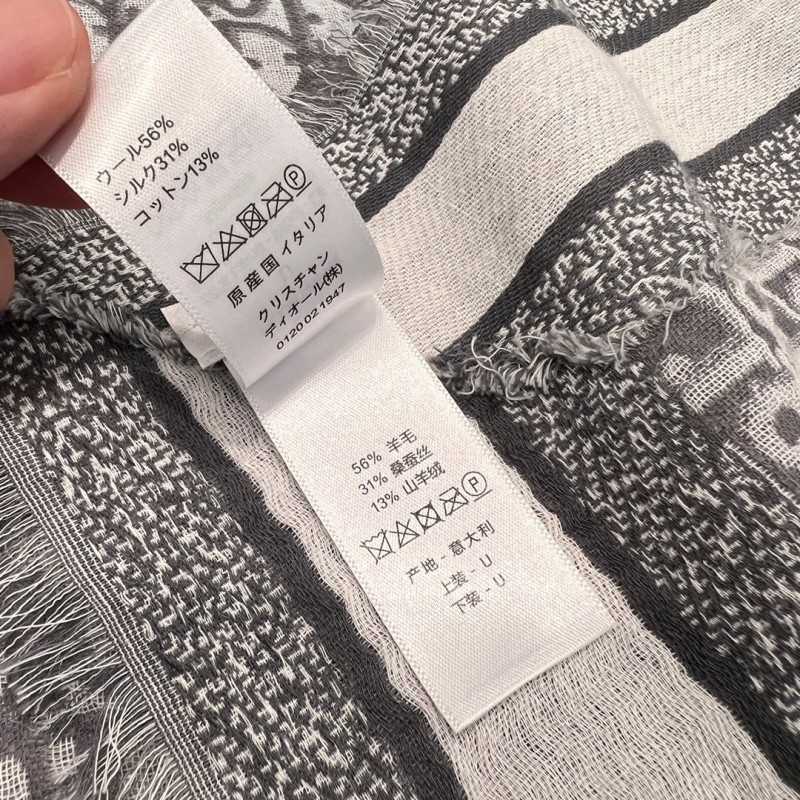 ウール56%
シルク31%
コットン13%
P
原産国 イタリア
クリスチャン
ディオール(株)
0120 02 1947
56% 羊毛
31% 桑蚕丝
13% 山羊绒
P
产地 - 意大利
上装 - U
下装 - U